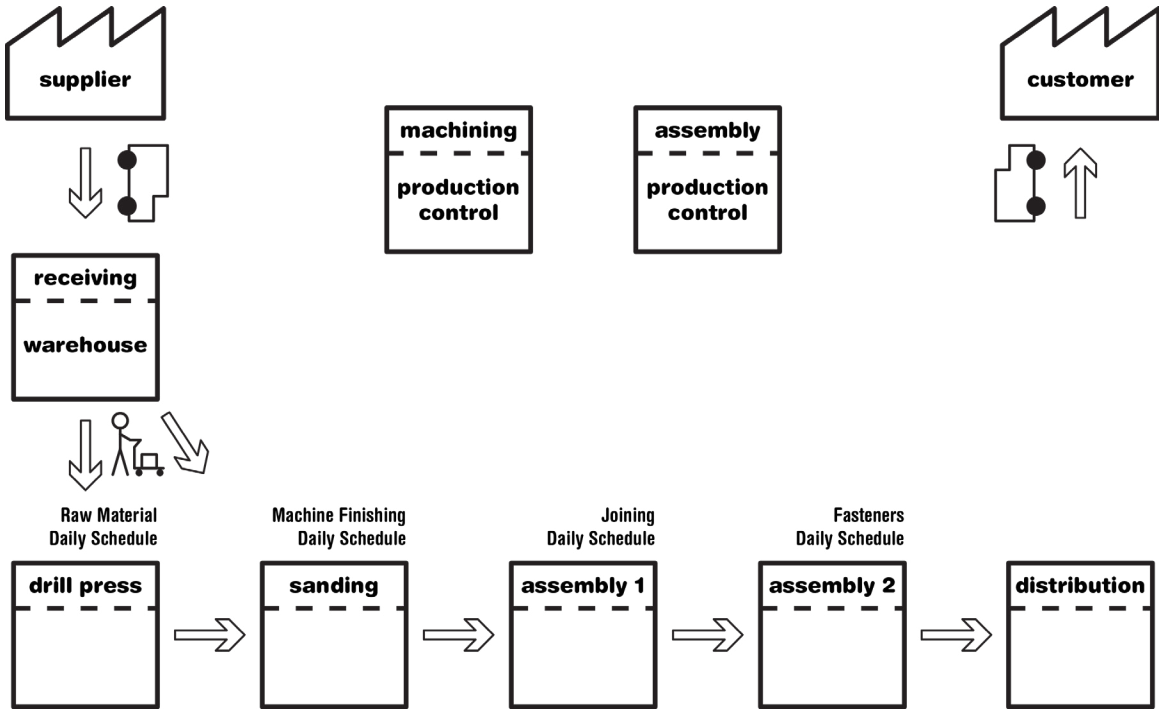 supplier
customer
machining
production
control
assembly
production
control
receiving
warehouse
Raw Material
Daily Schedule
Machine Finishing
Daily Schedule
Joining
Daily Schedule
Fasteners
Daily Schedule
drill press
sanding
assembly 1
assembly 2
distribution